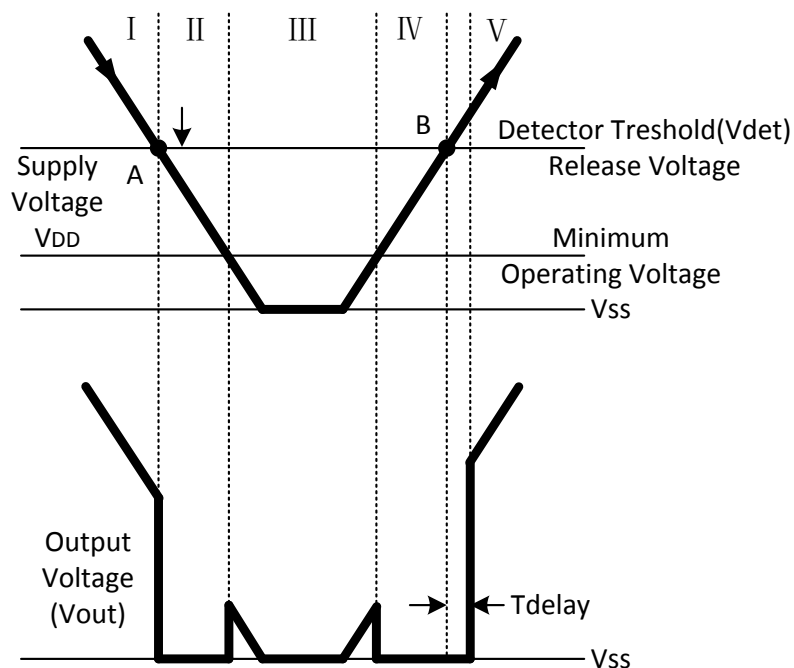 Ⅰ Ⅱ Ⅲ Ⅳ Ⅴ
A
B
Detector Treshold(Vdet)
Release Voltage
Supply
Voltage
VDD
Minimum
Operating Voltage
Vss
Output
Voltage
(Vout)
Tdelay
Vss